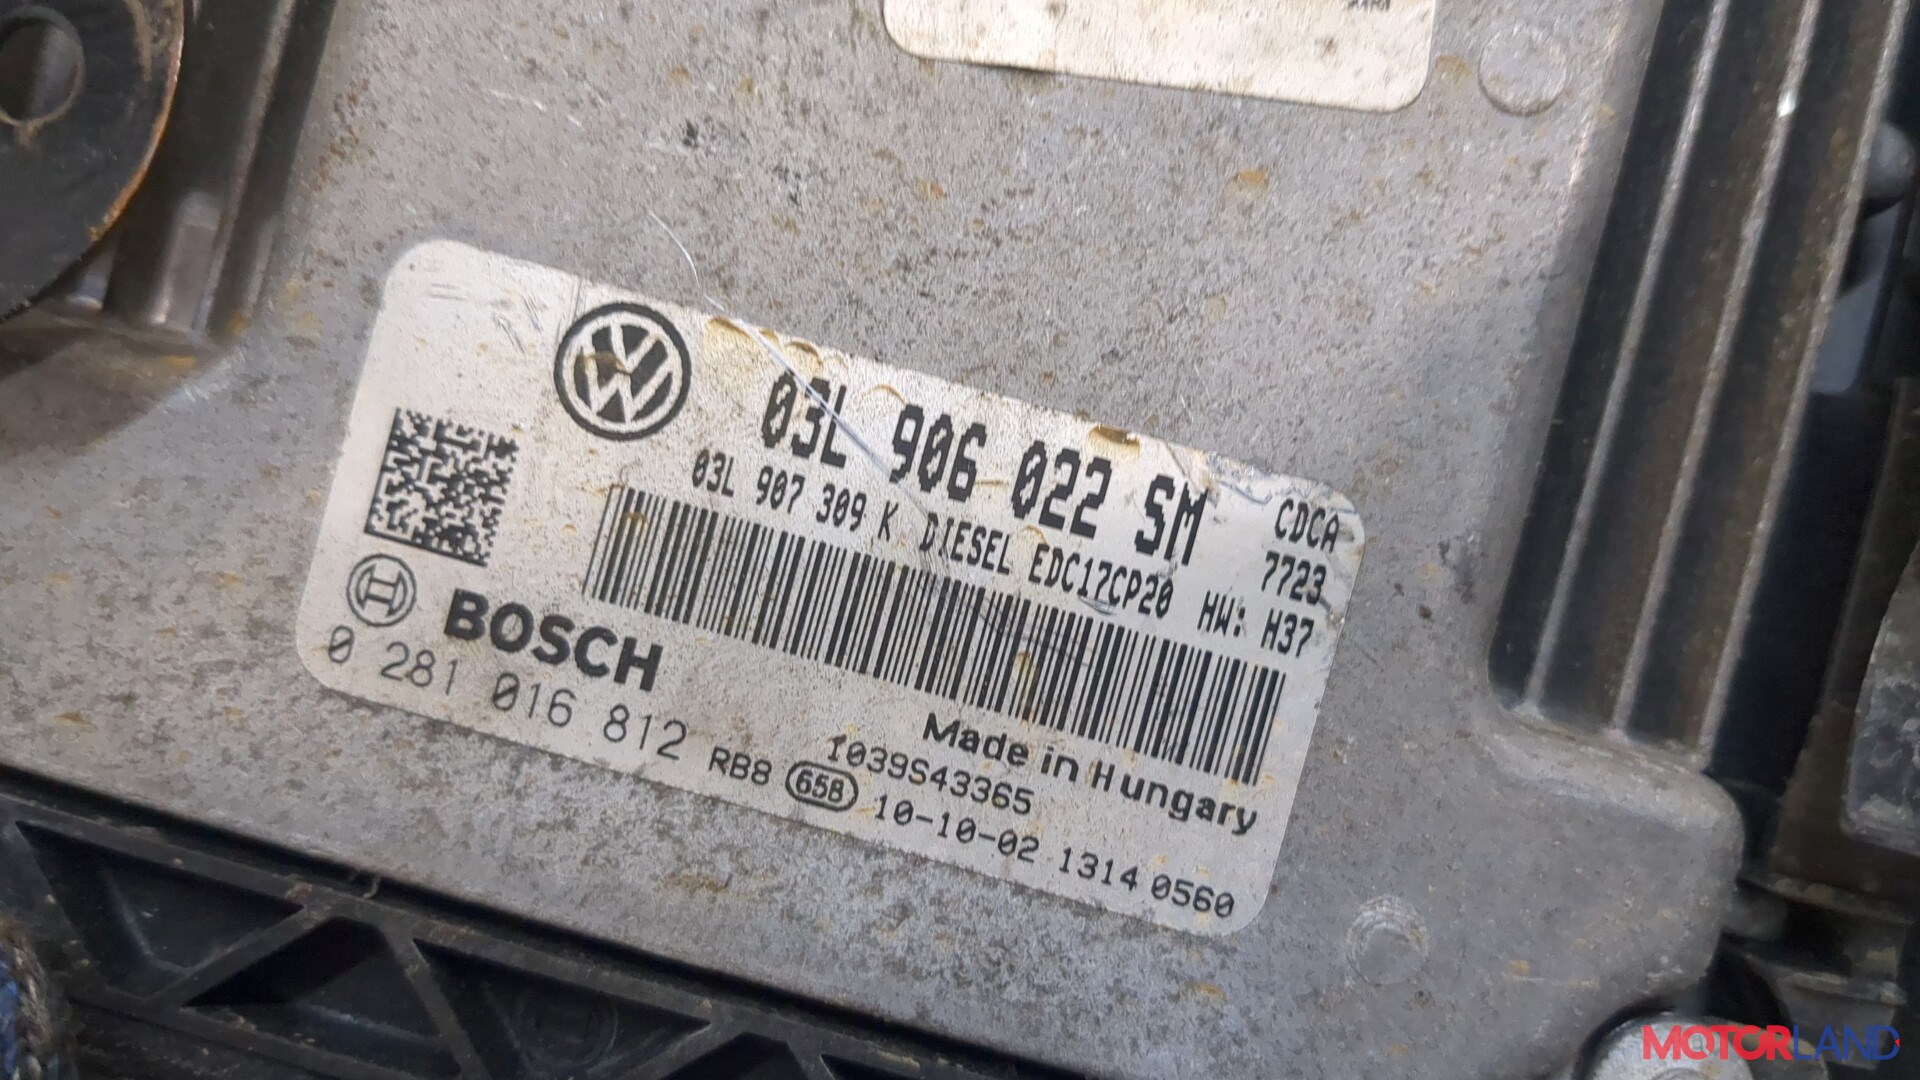 03L 906 022 SM CDCA
03L 907 309 K DIESEL EDC17CP20 7723
HW: H37
BOSCH
0 281 016 812
Made in Hungary
1039S43365
RB8 658 10-10-02 1314 0560
MOTORLAND